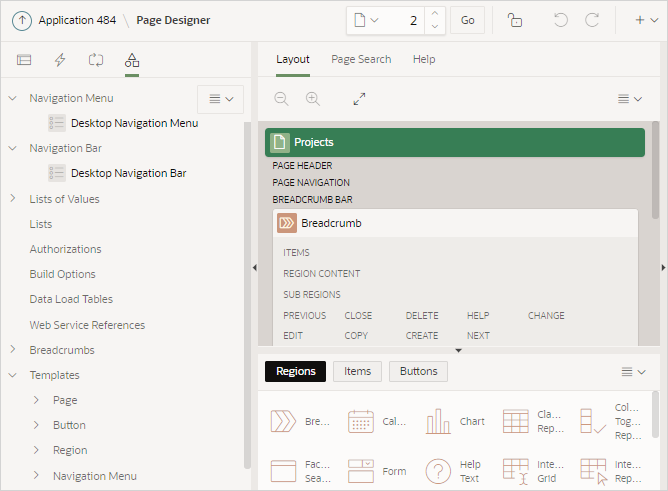 Application 484 \ Page Designer
2
Go
Navigation Menu
Desktop Navigation Menu
Navigation Bar
Desktop Navigation Bar
Lists of Values
Lists
Authorizations
Build Options
Data Load Tables
Web Service References
Breadcrumbs
Templates
Page
Button
Region
Navigation Menu
Layout Page Search Help
Projects
PAGE HEADER
PAGE NAVIGATION
BREADCRUMB BAR
Breadcrumb
ITEMS
REGION CONTENT
SUB REGIONS
PREVIOUS CLOSE DELETE HELP CHANGE
EDIT COPY CREATE NEXT
Regions Items Buttons
Bre...
Cal...
Chart
Cla...
Rep...
Col...
Tog...
Rep...
Fac...
Sea...
Form
Help
Text
Inte...
Grid
Inte...
Rep...